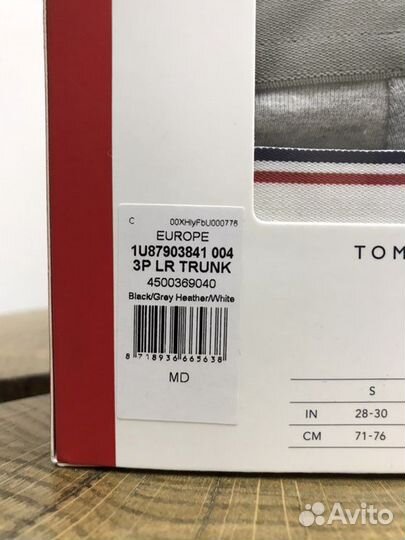 C 00XHlyFbU000776
EUROPE
1U87903841 004
3P LR TRUNK
4500369040
Black/Grey Heather/White
8 718936 665638
MD
TOM
S
IN 28-30
CM 71-76
Avito